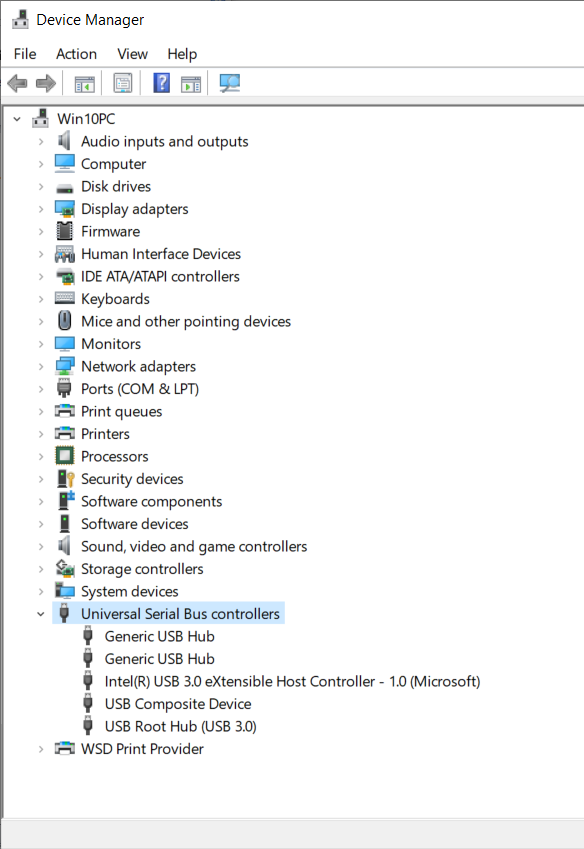 Device Manager
File Action View Help
?
Win10PC
Audio inputs and outputs
Computer
Disk drives
Display adapters
Firmware
Human Interface Devices
IDE ATA/ATAPI controllers
Keyboards
Mice and other pointing devices
Monitors
Network adapters
Ports (COM & LPT)
Print queues
Printers
Processors
Security devices
Software components
Software devices
Sound, video and game controllers
Storage controllers
System devices
Universal Serial Bus controllers
Generic USB Hub
Generic USB Hub
Intel(R) USB 3.0 eXtensible Host Controller - 1.0 (Microsoft)
USB Composite Device
USB Root Hub (USB 3.0)
WSD Print Provider